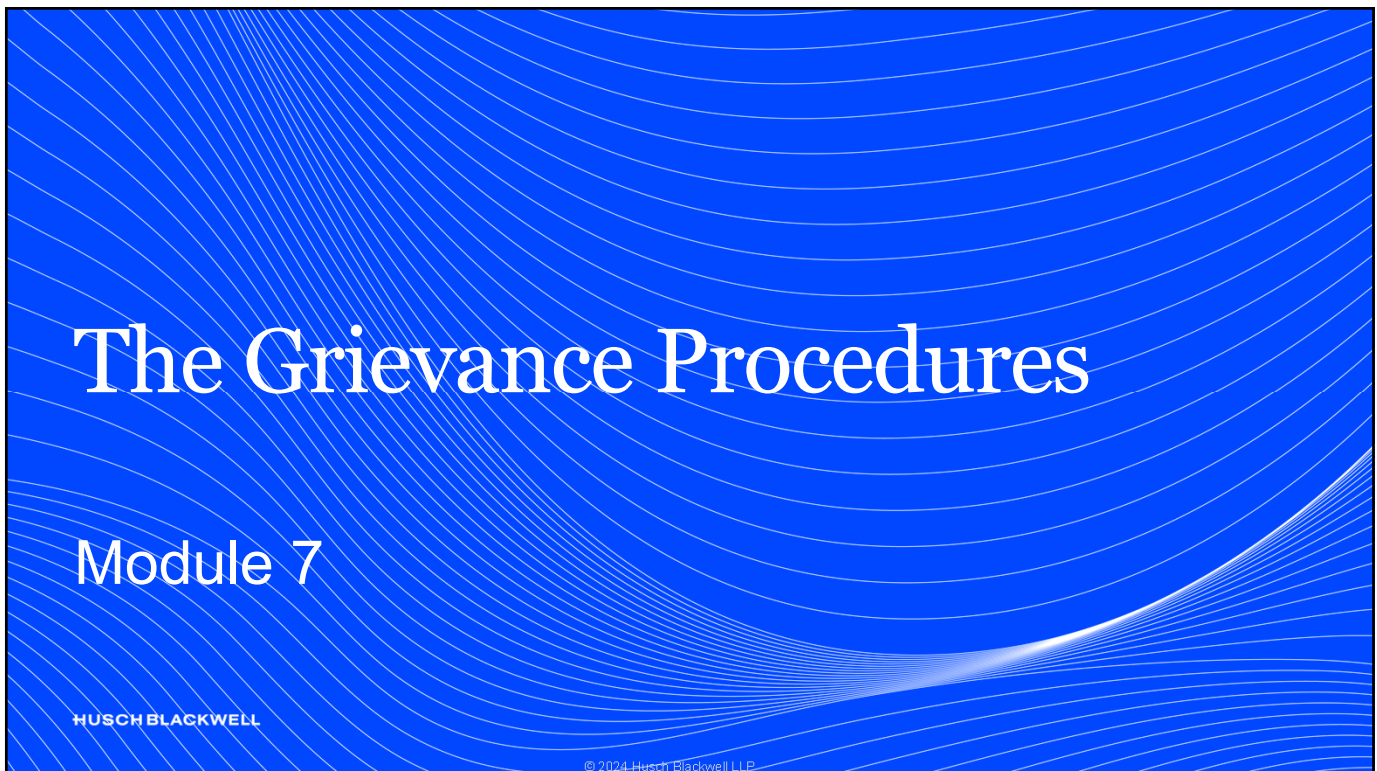 The Grievance Procedures
Module 7
HUSCH BLACKWELL
© 2024 Husch Blackwell LLP